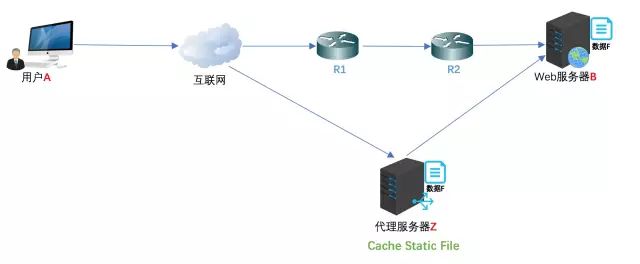 数据F
用户A
互联网
R1
R2
Web服务器B
数据F
代理服务器Z
Cache Static File